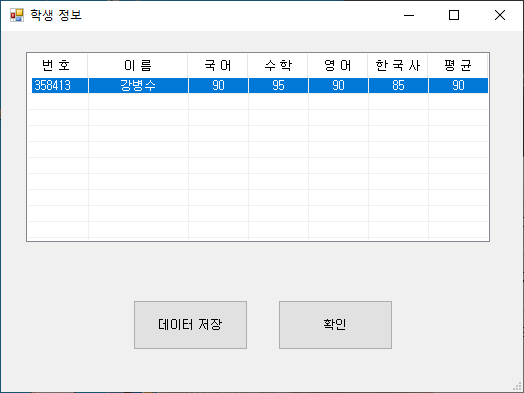 학생 정보
번 호 이 름 국 어 수 학 영 어 한 국 사 평 균
358413 강병수 90 95 90 85 90
데이터 저장 확인